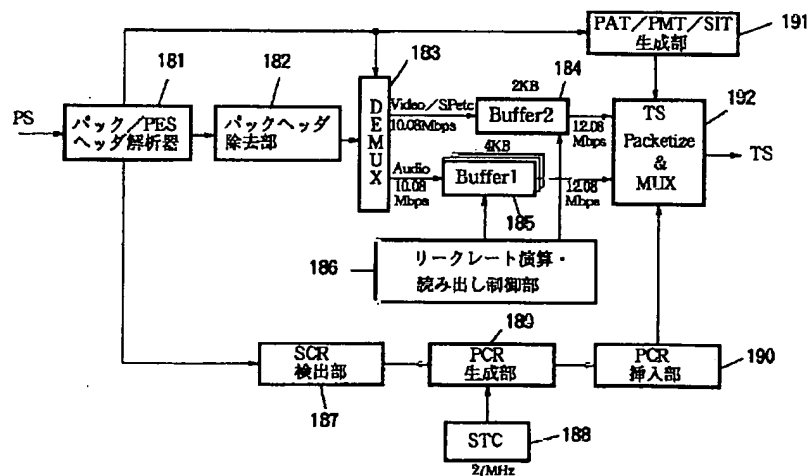 PS
181
パック／PES
ヘッダ解析器
182
パックヘッダ
除去部
183
DEMUX
Video／SPetc
10.08Mbps
Audio
10.08
Mbps
2KB
184
Buffer2
12.08
Mbps
4KB
Buffer1
185
12.08
Mbps
PAT／PMT／SIT
生成部
191
192
TS
Packetize
&
MUX
TS
186
リークレート演算・
読み出し制御部
SCR
検出部
187
189
PCR
生成部
PCR
挿入部
190
STC
188